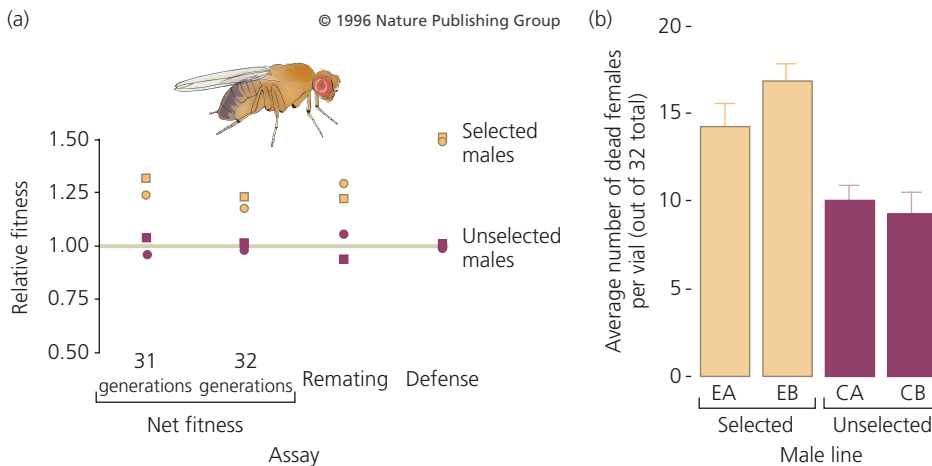 (a)
© 1996 Nature Publishing Group
Relative fitness
1.50
1.25
1.00
0.75
0.50
Selected
males
Unselected
males
31
generations
32
generations
Remating
Defense
Net fitness
Assay
(b)
Average number of dead females
per vial (out of 32 total)
20
15
10
5
0
EA
EB
CA
CB
Selected
Unselected
Male line